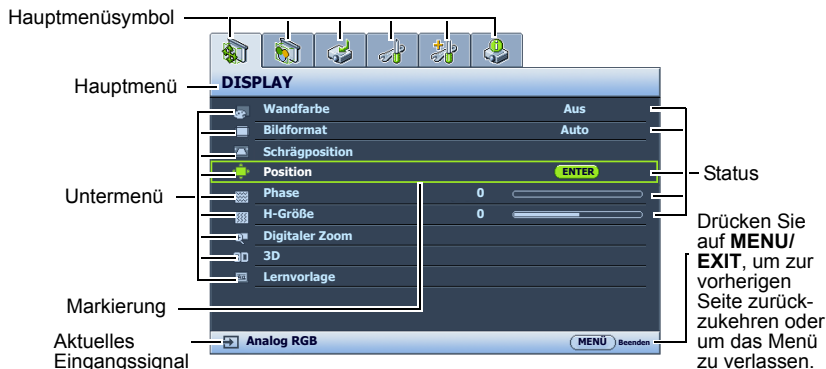 Hauptmenüsymbol
Hauptmenü
DISPLAY
Wandfarbe Aus
Bildformat Auto
Schrägposition
Position ENTER
Phase 0
H-Größe 0
Digitaler Zoom
3D
Lernvorlage
Untermenü
Status
Markierung
Aktuelles
Eingangssignal
Analog RGB
MENÜ Beenden
Drücken Sie
auf MENU/
EXIT, um zur
vorherigen
Seite zurück-
zukehren oder
um das Menü
zu verlassen.